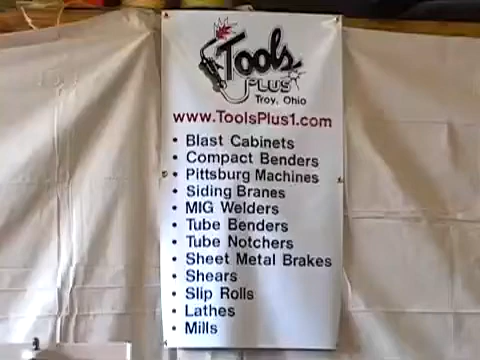 Tools
PLUS
Troy, Ohio
www.ToolsPlus1.com
• Blast Cabinets
• Compact Benders
• Pittsburg Machines
• Siding Branes
• MIG Welders
• Tube Benders
• Tube Notchers
• Sheet Metal Brakes
• Shears
• Slip Rolls
• Lathes
• Mills